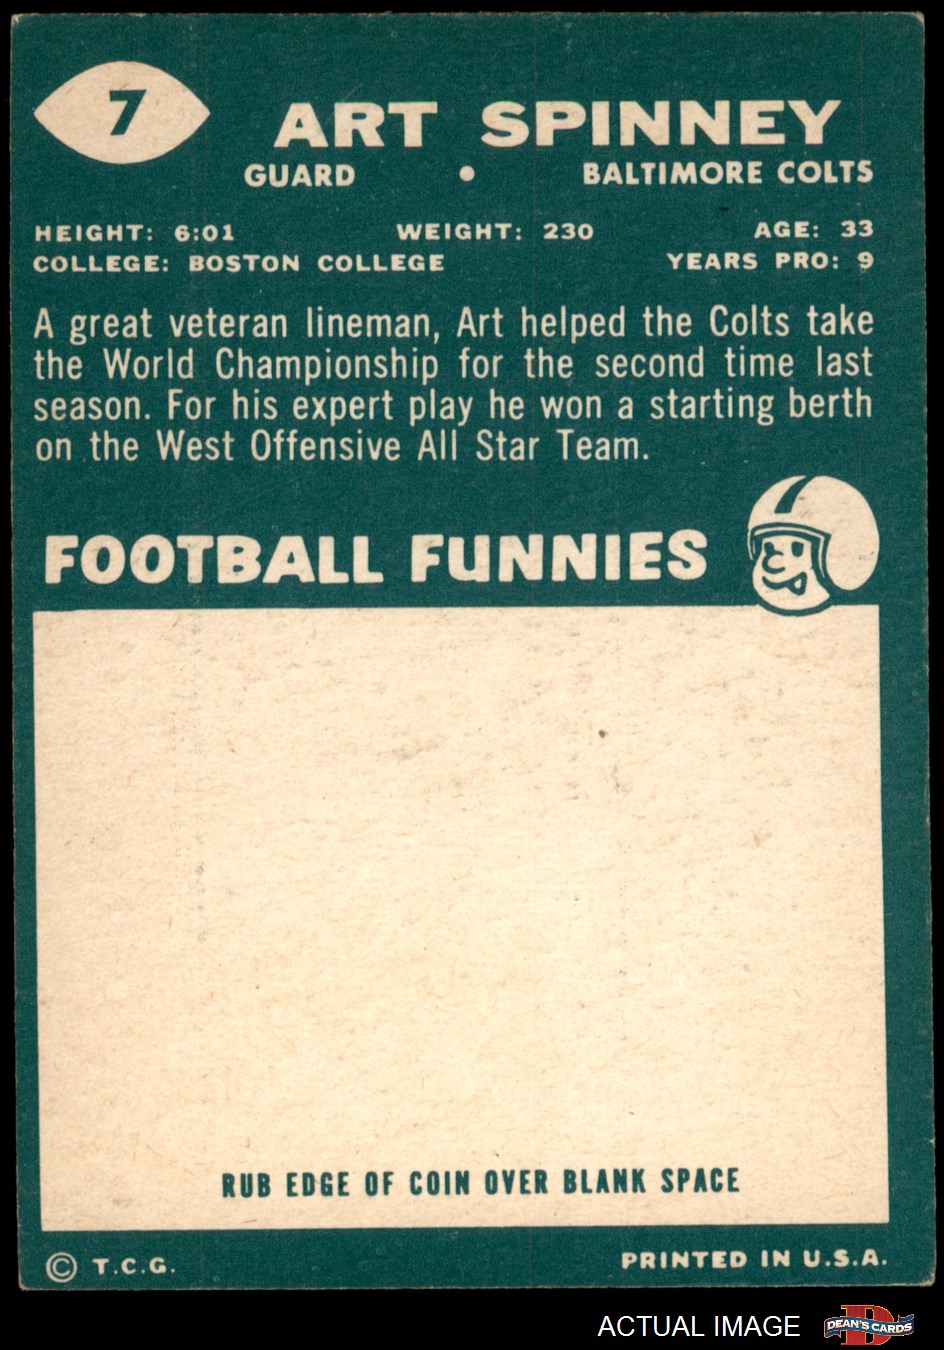 7
ART SPINNEY
GUARD • BALTIMORE COLTS
HEIGHT: 6:01 WEIGHT: 230 AGE: 33
COLLEGE: BOSTON COLLEGE YEARS PRO: 9
A great veteran lineman, Art helped the Colts take
the World Championship for the second time last
season. For his expert play he won a starting berth
on the West Offensive All Star Team.
FOOTBALL FUNNIES
RUB EDGE OF COIN OVER BLANK SPACE
© T.C.G. PRINTED IN U.S.A.
ACTUAL IMAGE DEAN'S CARDS